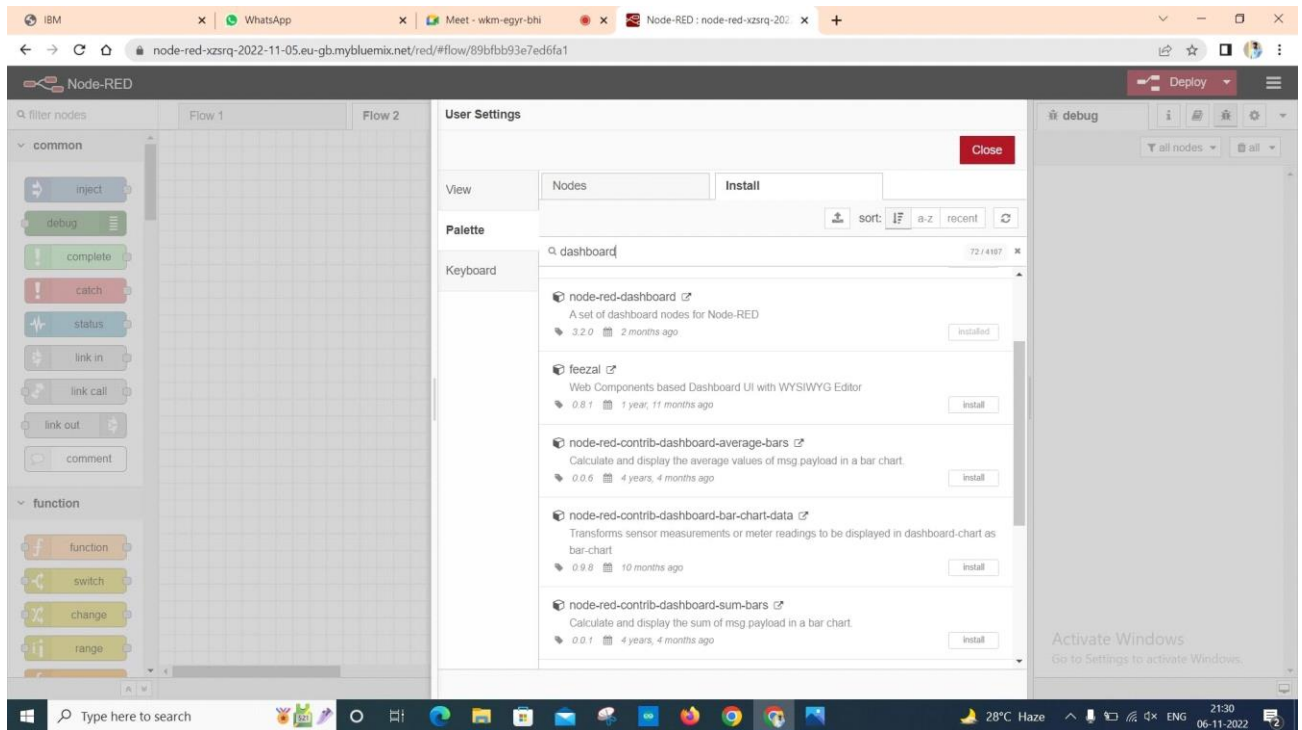 IBM
WhatsApp
Meet - wkm-egyr-bhi
Node-RED : node-red-xzsrq-202
node-red-xzsrq-2022-11-05.eu-gb.mybluemix.net/red/#flow/89bfbb93e7ed6fa1
Node-RED
Deploy
filter nodes
Flow 1
Flow 2
User Settings
debug
i
all nodes
all
common
Close
inject
debug
complete
catch
status
link in
link call
link out
comment
function
function
switch
change
range
View
Palette
Keyboard
Nodes
Install
sort:
a-z
recent
dashboard
72 / 4197
node-red-dashboard
A set of dashboard nodes for Node-RED
3.2.0 2 months ago
installed
feezal
Web Components based Dashboard UI with WYSIWYG Editor
0.8.1 1 year, 11 months ago
install
node-red-contrib-dashboard-average-bars
Calculate and display the average values of msg.payload in a bar chart.
0.0.6 4 years, 4 months ago
install
node-red-contrib-dashboard-bar-chart-data
Transforms sensor measurements or meter readings to be displayed in dashboard-chart as
bar-chart
0.9.8 10 months ago
install
node-red-contrib-dashboard-sum-bars
Calculate and display the sum of msg.payload in a bar chart.
0.0.1 4 years, 4 months ago
install
Activate Windows
Go to Settings to activate Windows.
Type here to search
28°C Haze
ENG
21:30
06-11-2022